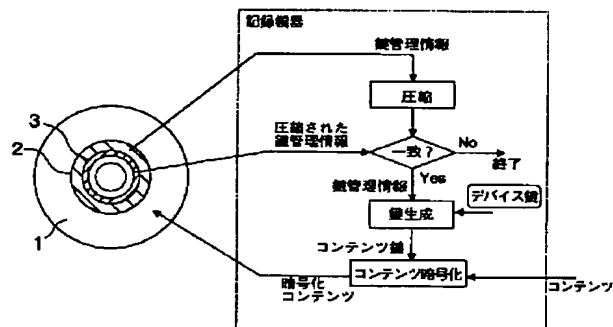 記録機器
鍵管理情報
圧縮
3
2
1
圧縮された
鍵管理情報
一致?
No
終了
Yes
鍵管理情報
デバイス鍵
鍵生成
コンテンツ鍵
コンテンツ暗号化
暗号化
コンテンツ
コンテンツ